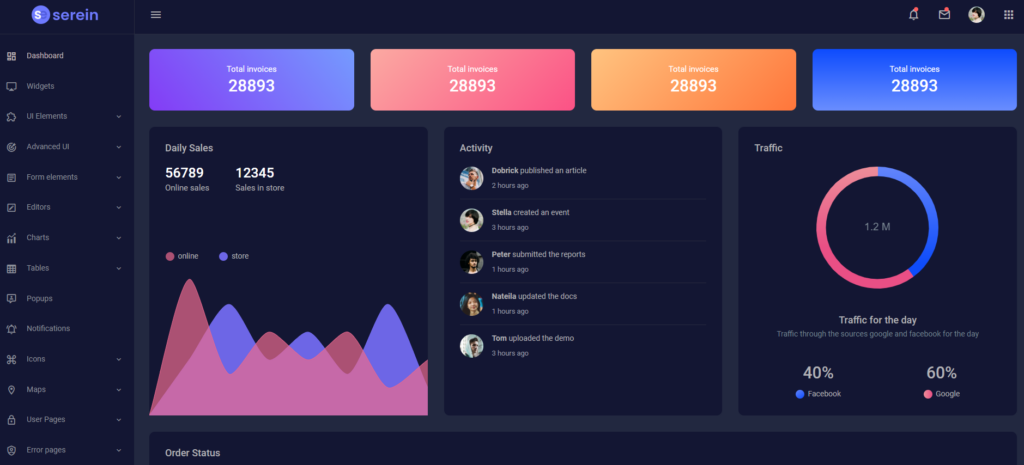 serein
Dashboard
Widgets
UI Elements
Advanced UI
Form elements
Editors
Charts
Tables
Popups
Notifications
Icons
Maps
User Pages
Error pages
Total invoices
28893
Total invoices
28893
Total invoices
28893
Total invoices
28893
Daily Sales
56789 12345
Online sales Sales in store
online store
Activity
Dobrick published an article
2 hours ago
Stella created an event
3 hours ago
Peter submitted the reports
1 hours ago
Nateila updated the docs
1 hours ago
Tom uploaded the demo
3 hours ago
Traffic
1.2 M
Traffic for the day
Traffic through the sources google and facebook for the day
40% 60%
Facebook Google
Order Status